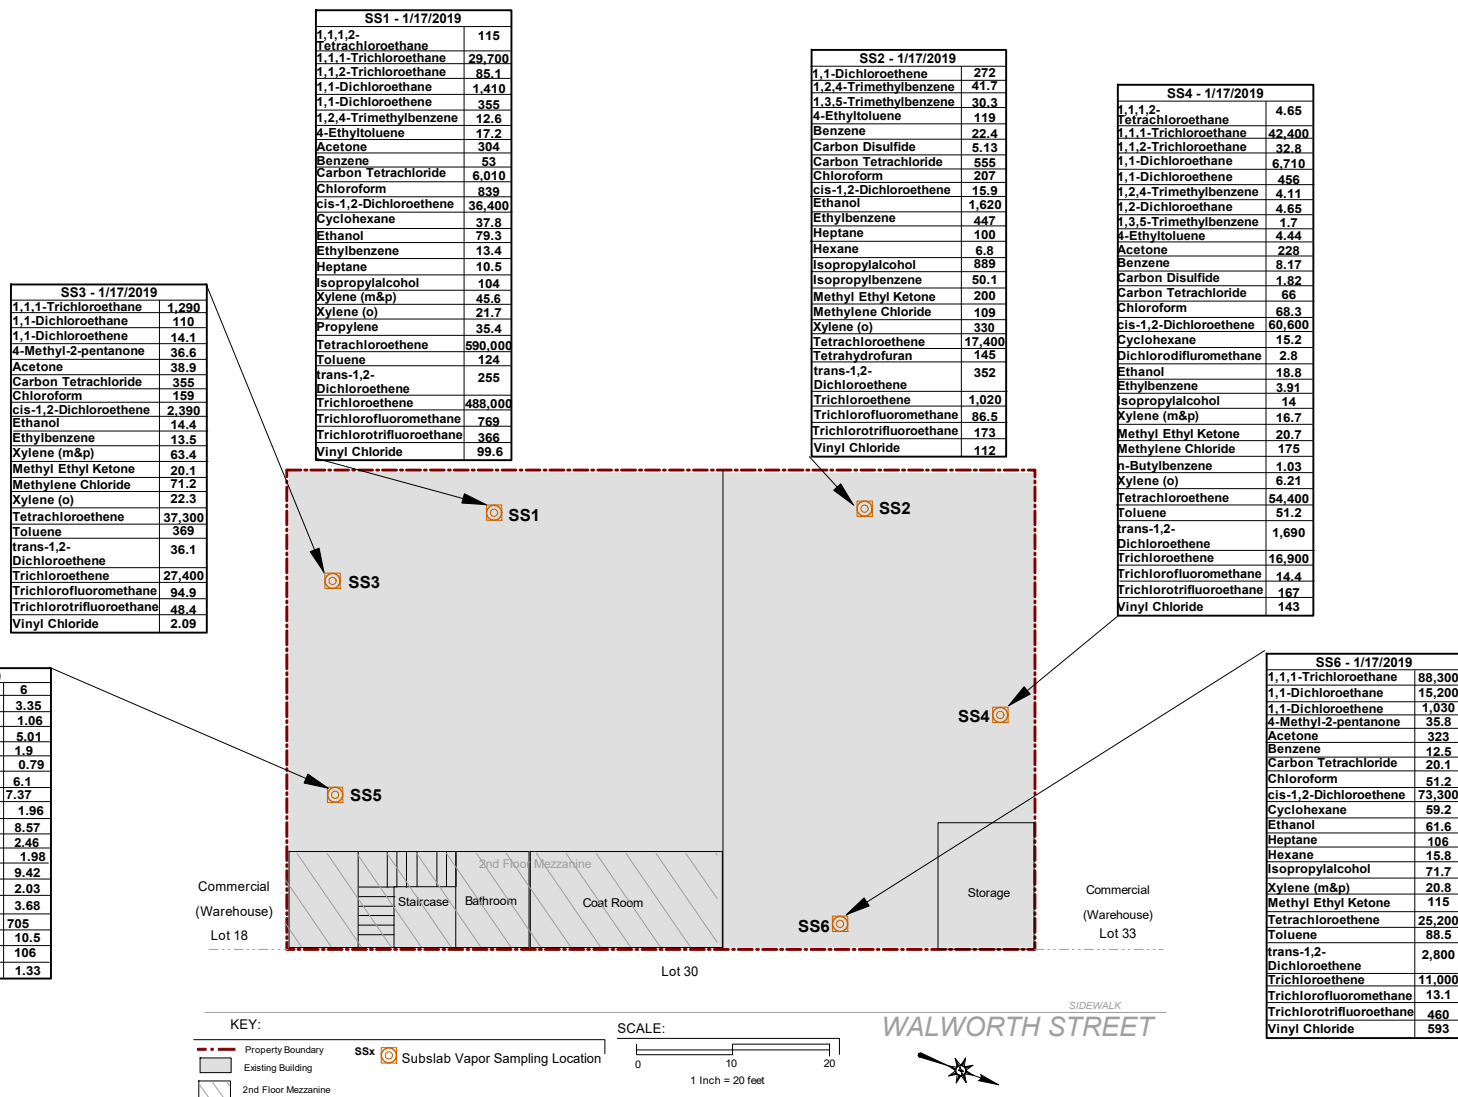 SS1 - 1/17/2019
1,1,1,2-
Tetrachloroethane 115
1,1,1-Trichloroethane 29,700
1,1,2-Trichloroethane 85.1
1,1-Dichloroethane 1,410
1,1-Dichloroethene 355
1,2,4-Trimethylbenzene 12.6
4-Ethyltoluene 17.2
Acetone 304
Benzene 53
Carbon Tetrachloride 6,010
Chloroform 839
cis-1,2-Dichloroethene 36,400
Cyclohexane 37.8
Ethanol 79.3
Ethylbenzene 13.4
Heptane 10.5
Isopropylalcohol 104
Xylene (m&p) 45.6
Xylene (o) 21.7
Propylene 35.4
Tetrachloroethene 590,000
Toluene 124
trans-1,2-
Dichloroethene 255
Trichloroethene 488,000
Trichlorofluoromethane 769
Trichlorotrifluoroethane 366
Vinyl Chloride 99.6
SS2 - 1/17/2019
1,1-Dichloroethene 272
1,2,4-Trimethylbenzene 41.7
1,3,5-Trimethylbenzene 30.3
4-Ethyltoluene 119
Benzene 22.4
Carbon Disulfide 5.13
Carbon Tetrachloride 555
Chloroform 207
cis-1,2-Dichloroethene 15.9
Ethanol 1,620
Ethylbenzene 447
Heptane 100
Hexane 6.8
Isopropylalcohol 889
Isopropylbenzene 50.1
Methyl Ethyl Ketone 200
Methylene Chloride 109
Xylene (o) 330
Tetrachloroethene 17,400
Tetrahydrofuran 145
trans-1,2-
Dichloroethene 352
Trichloroethene 1,020
Trichlorofluoromethane 86.5
Trichlorotrifluoroethane 173
Vinyl Chloride 112
SS4 - 1/17/2019
1,1,1,2-
Tetrachloroethane 4.65
1,1,1-Trichloroethane 42,400
1,1,2-Trichloroethane 32.8
1,1-Dichloroethane 6,710
1,1-Dichloroethene 456
1,2,4-Trimethylbenzene 4.11
1,2-Dichloroethane 4.65
1,3,5-Trimethylbenzene 1.7
4-Ethyltoluene 4.44
Acetone 228
Benzene 8.17
Carbon Disulfide 1.82
Carbon Tetrachloride 66
Chloroform 68.3
cis-1,2-Dichloroethene 60,600
Cyclohexane 15.2
Dichlorodifluromethane 2.8
Ethanol 18.8
Ethylbenzene 3.91
Isopropylalcohol 14
Xylene (m&p) 16.7
Methyl Ethyl Ketone 20.7
Methylene Chloride 175
n-Butylbenzene 1.03
Xylene (o) 6.21
Tetrachloroethene 54,400
Toluene 51.2
trans-1,2-
Dichloroethene 1,690
Trichloroethene 16,900
Trichlorofluoromethane 14.4
Trichlorotrifluoroethane 167
Vinyl Chloride 143
SS3 - 1/17/2019
1,1,1-Trichloroethane 1,290
1,1-Dichloroethane 110
1,1-Dichloroethene 14.1
4-Methyl-2-pentanone 36.6
Acetone 38.9
Carbon Tetrachloride 355
Chloroform 159
cis-1,2-Dichloroethene 2,390
Ethanol 14.4
Ethylbenzene 13.5
Xylene (m&p) 63.4
Methyl Ethyl Ketone 20.1
Methylene Chloride 71.2
Xylene (o) 22.3
Tetrachloroethene 37,300
Toluene 369
trans-1,2-
Dichloroethene 36.1
Trichloroethene 27,400
Trichlorofluoromethane 94.9
Trichlorotrifluoroethane 48.4
Vinyl Chloride 2.09
6
3.35
1.06
5.01
1.9
0.79
6.1
7.37
1.96
8.57
2.46
1.98
9.42
2.03
3.68
705
10.5
106
1.33
SS6 - 1/17/2019
1,1,1-Trichloroethane 88,300
1,1-Dichloroethane 15,200
1,1-Dichloroethene 1,030
4-Methyl-2-pentanone 35.8
Acetone 323
Benzene 12.5
Carbon Tetrachloride 20.1
Chloroform 51.2
cis-1,2-Dichloroethene 73,300
Cyclohexane 59.2
Ethanol 61.6
Heptane 106
Hexane 15.8
Isopropylalcohol 71.7
Xylene (m&p) 20.8
Methyl Ethyl Ketone 115
Tetrachloroethene 25,200
Toluene 88.5
trans-1,2-
Dichloroethene 2,800
Trichloroethene 11,000
Trichlorofluoromethane 13.1
Trichlorotrifluoroethane 460
Vinyl Chloride 593
SS1
SS2
SS3
SS4
SS5
SS6
2nd Floor Mezzanine
Staircase
Bathroom
Coat Room
Storage
Commercial
(Warehouse)
Lot 18
Commercial
(Warehouse)
Lot 33
Lot 30
SIDEWALK
WALWORTH STREET
KEY:
Property Boundary
Existing Building
2nd Floor Mezzanine
SSx Subslab Vapor Sampling Location
SCALE:
0 10 20
1 Inch = 20 feet